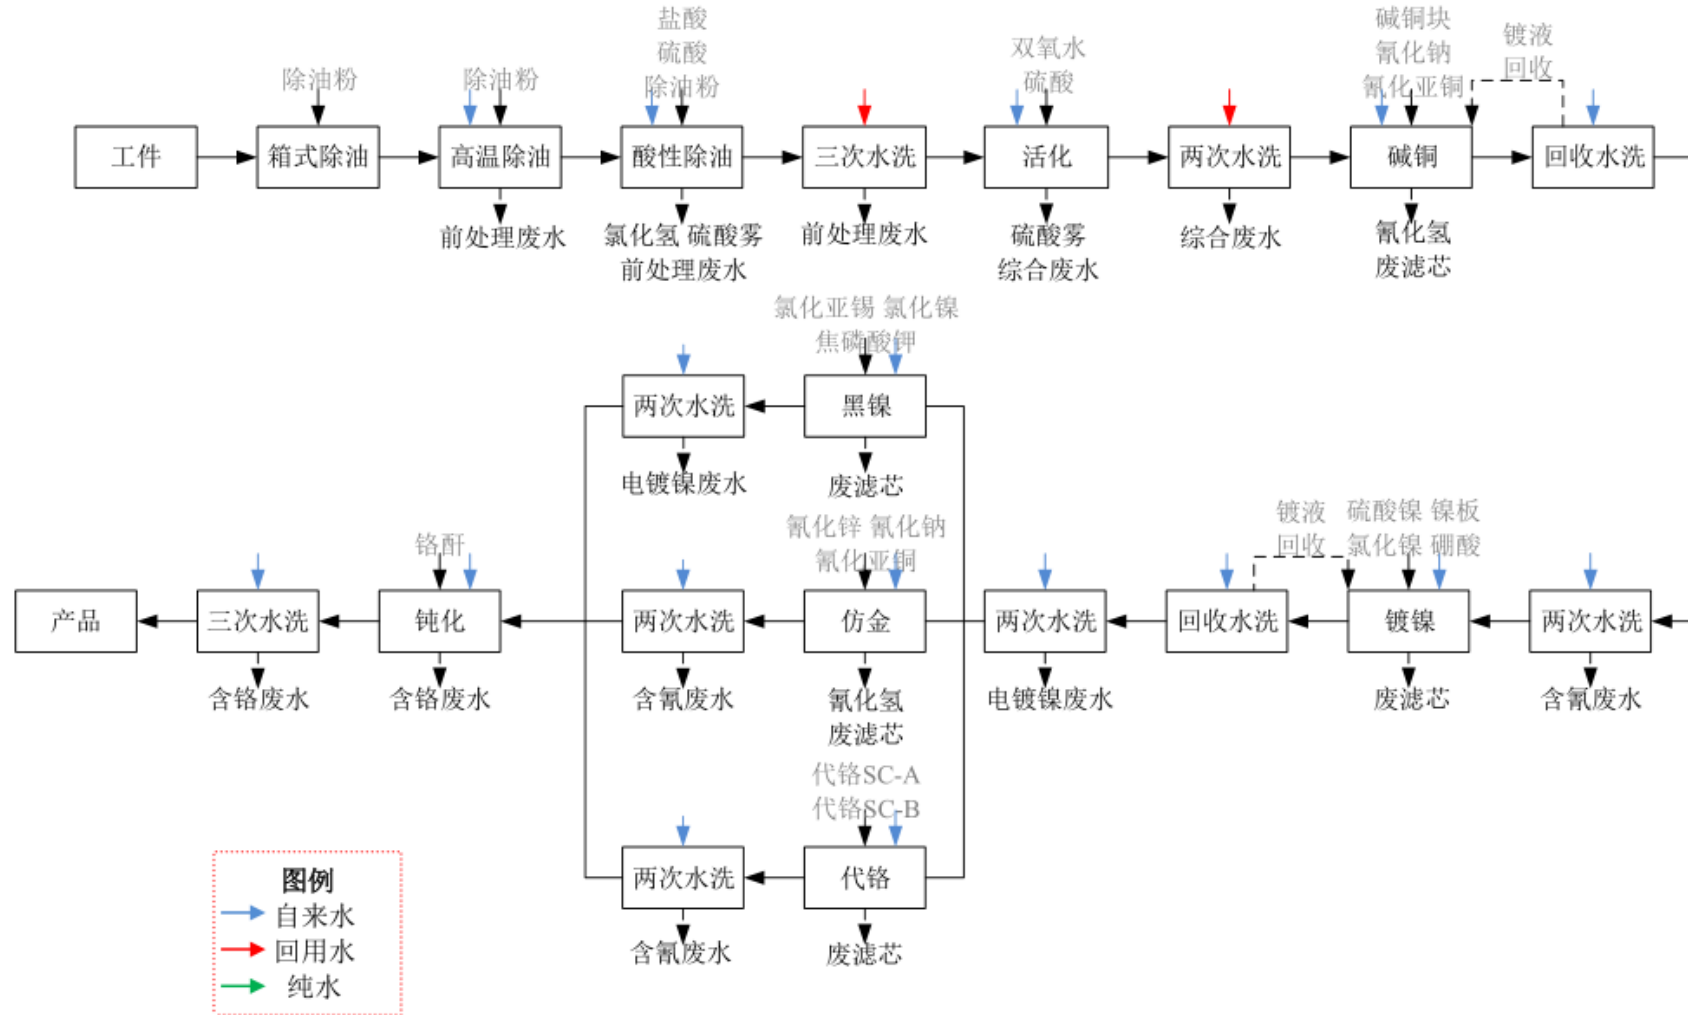 盐酸
硫酸
除油粉
除油粉
除油粉
双氧水
硫酸
碱铜块
氰化钠
氰化亚铜
镀液
回收
工件
箱式除油
高温除油
酸性除油
三次水洗
活化
两次水洗
碱铜
回收水洗
前处理废水
氯化氢 硫酸雾
前处理废水
前处理废水
硫酸雾
综合废水
综合废水
氰化氢
废滤芯
氯化亚锡 氯化镍
焦磷酸钾
两次水洗
黑镍
电镀镍废水
废滤芯
铬酐
氰化锌 氰化钠
氰化亚铜
镀液
回收
硫酸镍 镍板
氯化镍 硼酸
产品
三次水洗
钝化
两次水洗
仿金
两次水洗
回收水洗
镀镍
两次水洗
含铬废水
含铬废水
含氰废水
氰化氢
废滤芯
电镀镍废水
废滤芯
含氰废水
代铬SC-A
代铬SC-B
两次水洗
代铬
含氰废水
废滤芯
图例
自来水
回用水
纯水